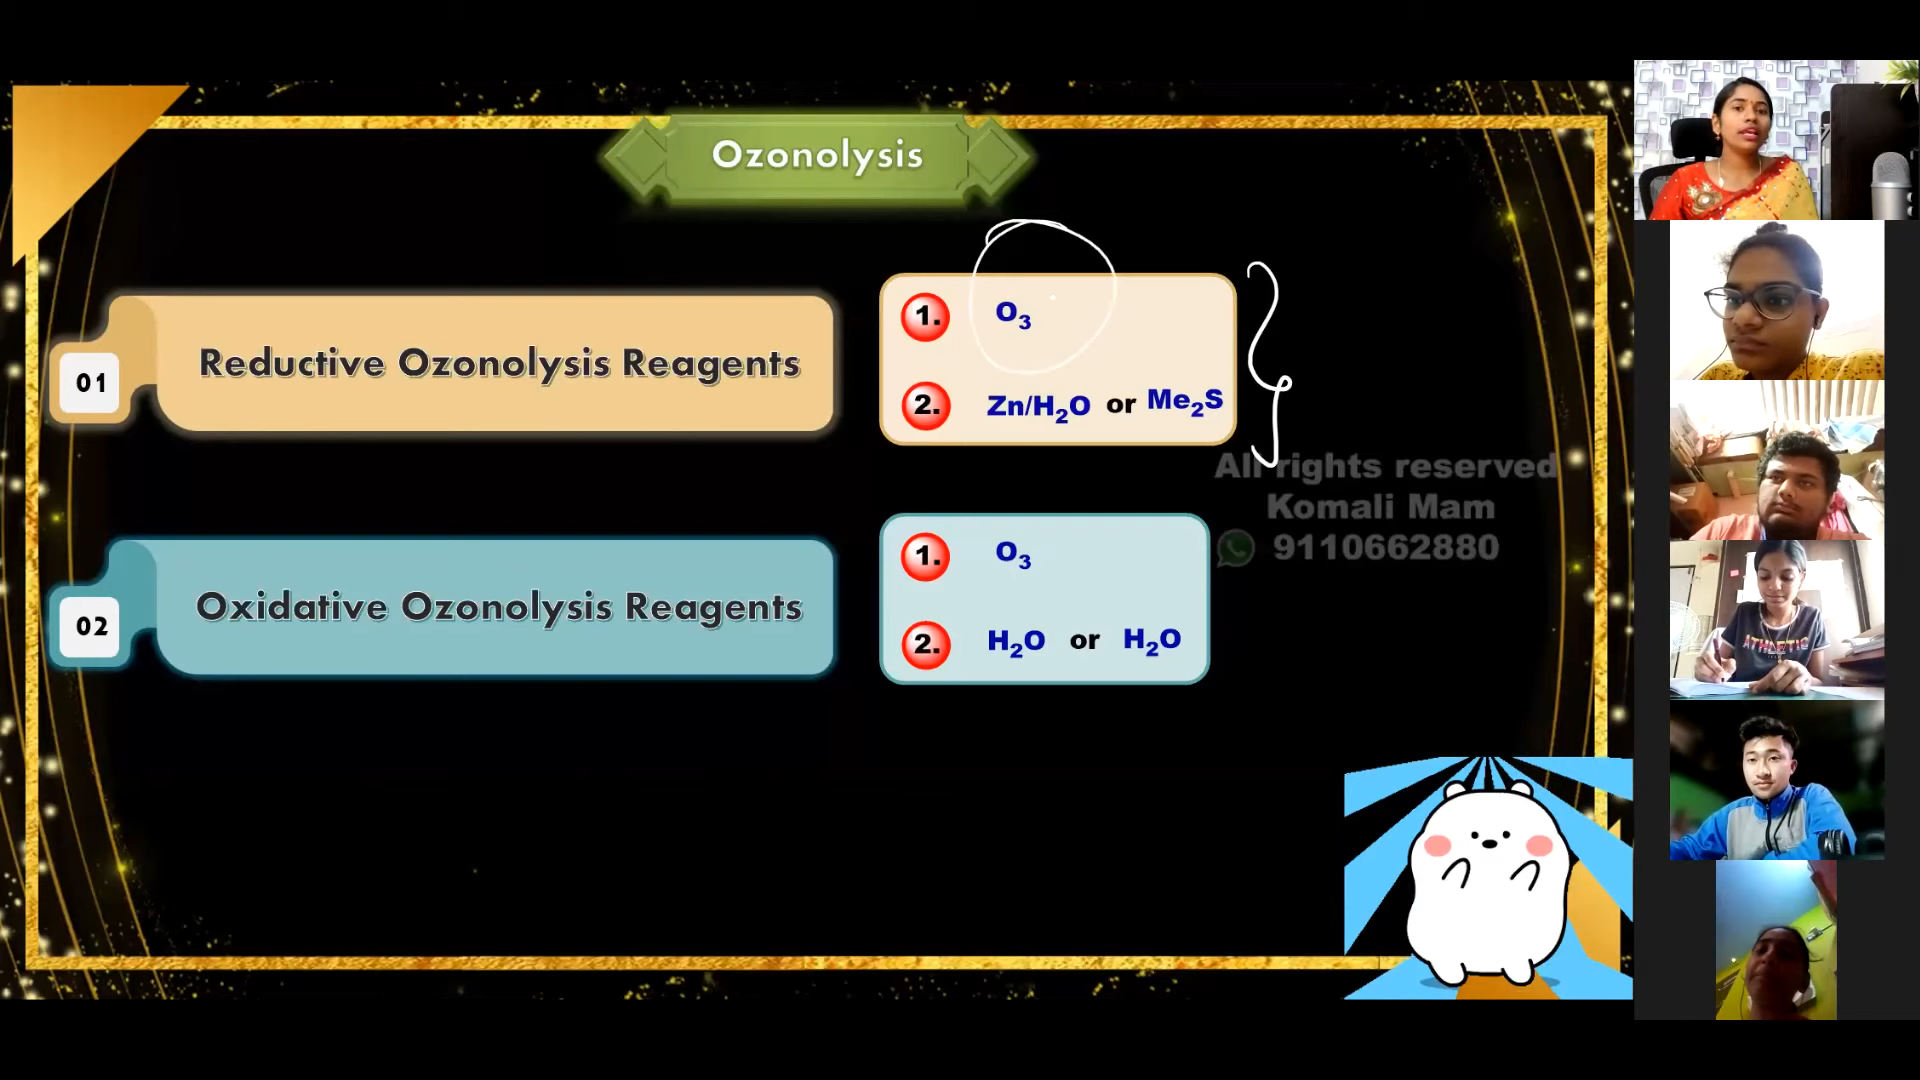 Ozonolysis
01
Reductive Ozonolysis Reagents
1. O₃
2. Zn/H₂O or Me₂S
All rights reserved
Komali Mam
9110662880
02
Oxidative Ozonolysis Reagents
1. O₃
2. H₂O or H₂O
ATHLETIC